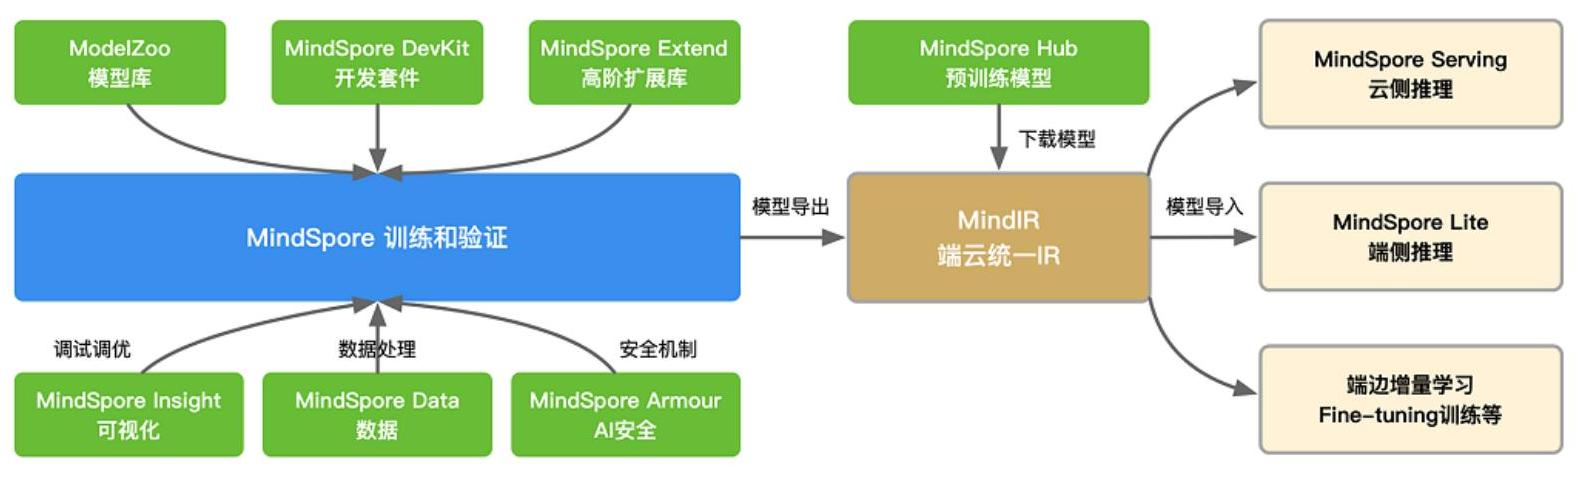 ModelZoo
模型库
MindSpore DevKit
开发套件
MindSpore Extend
高阶扩展库
MindSpore Hub
预训练模型
MindSpore Serving
云侧推理
下载模型
MindSpore 训练和验证
模型导出
MindIR
端云统一IR
模型导入
MindSpore Lite
端侧推理
调试调优
数据处理
安全机制
MindSpore Insight
可视化
MindSpore Data
数据
MindSpore Armour
AI安全
端边增量学习
Fine-tuning训练等